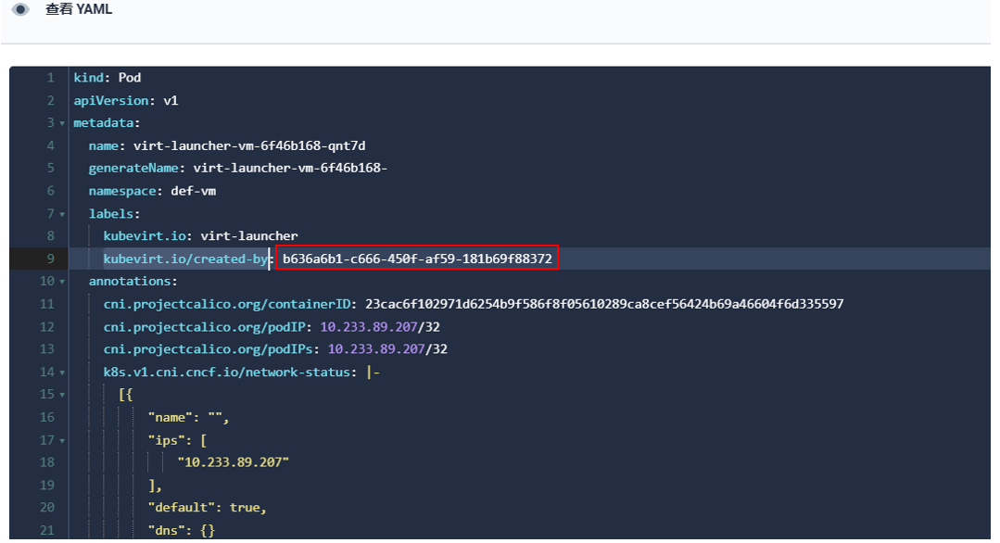 查看 YAML
1 kind: Pod
2 apiVersion: v1
3 metadata:
4 name: virt-launcher-vm-6f46b168-qnt7d
5 generateName: virt-launcher-vm-6f46b168-
6 namespace: def-vm
7 labels:
8 kubevirt.io: virt-launcher
9 kubevirt.io/created-by: b636a6b1-c666-450f-af59-181b69f88372
10 annotations:
11 cni.projectcalico.org/containerID: 23cac6f102971d6254b9f586f8f05610289ca8cef56424b69a46604f6d335597
12 cni.projectcalico.org/podIP: 10.233.89.207/32
13 cni.projectcalico.org/podIPs: 10.233.89.207/32
14 k8s.v1.cni.cncf.io/network-status: |-
15 [{
16 "name": "",
17 "ips": [
18 "10.233.89.207"
19 ],
20 "default": true,
21 "dns": {}